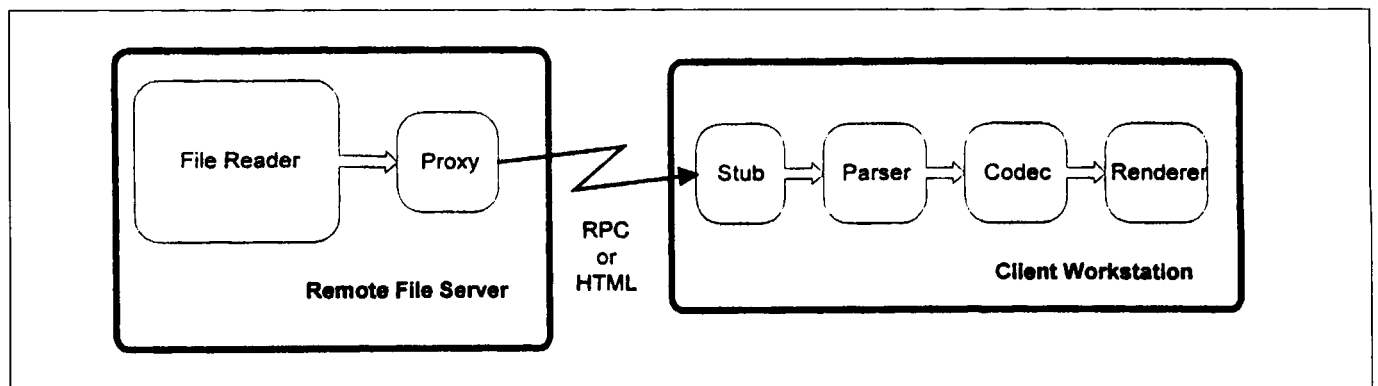 File Reader
Proxy
Remote File Server
RPC
or
HTML
Stub
Parser
Codec
Renderer
Client Workstation